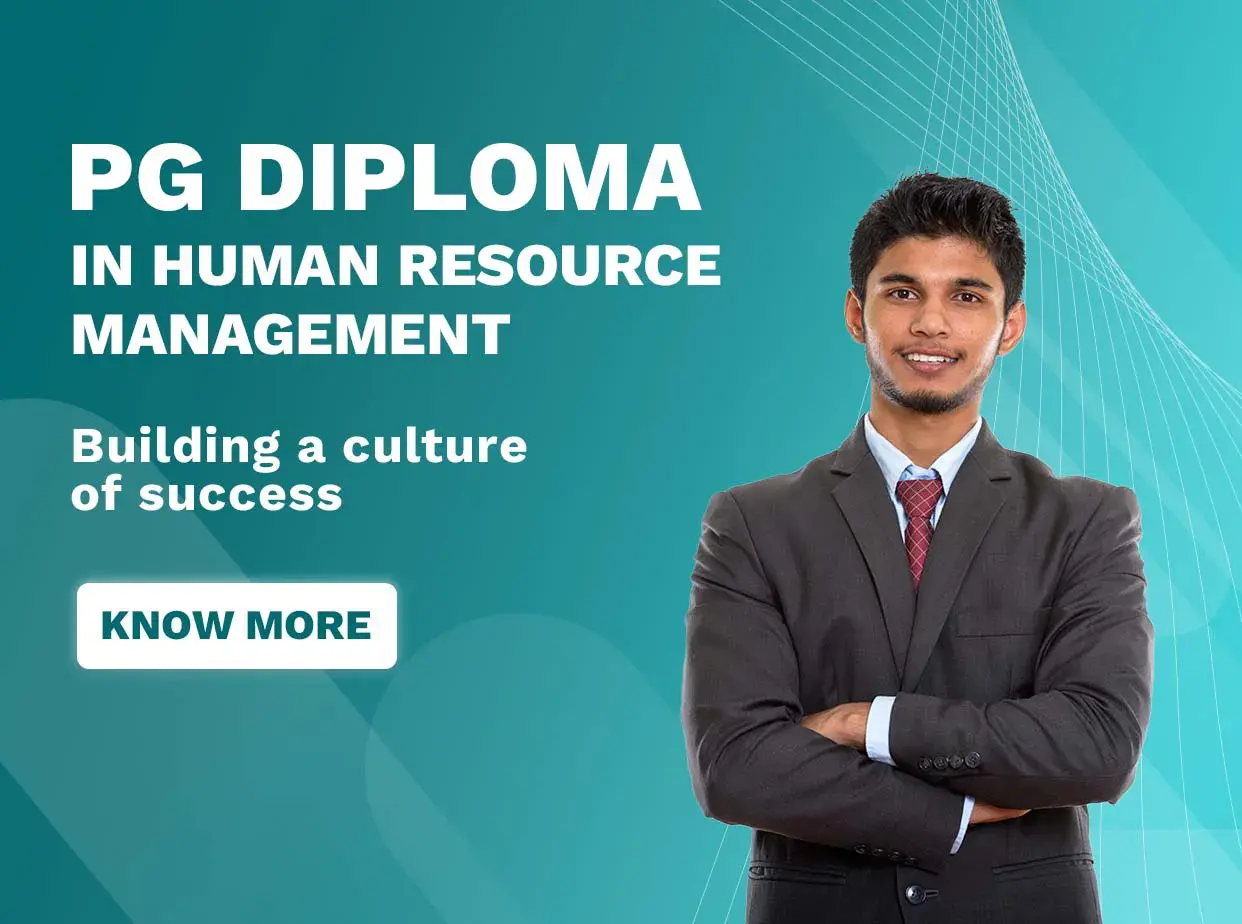 PG DIPLOMA
IN HUMAN RESOURCE
MANAGEMENT
Building a culture
of success
KNOW MORE